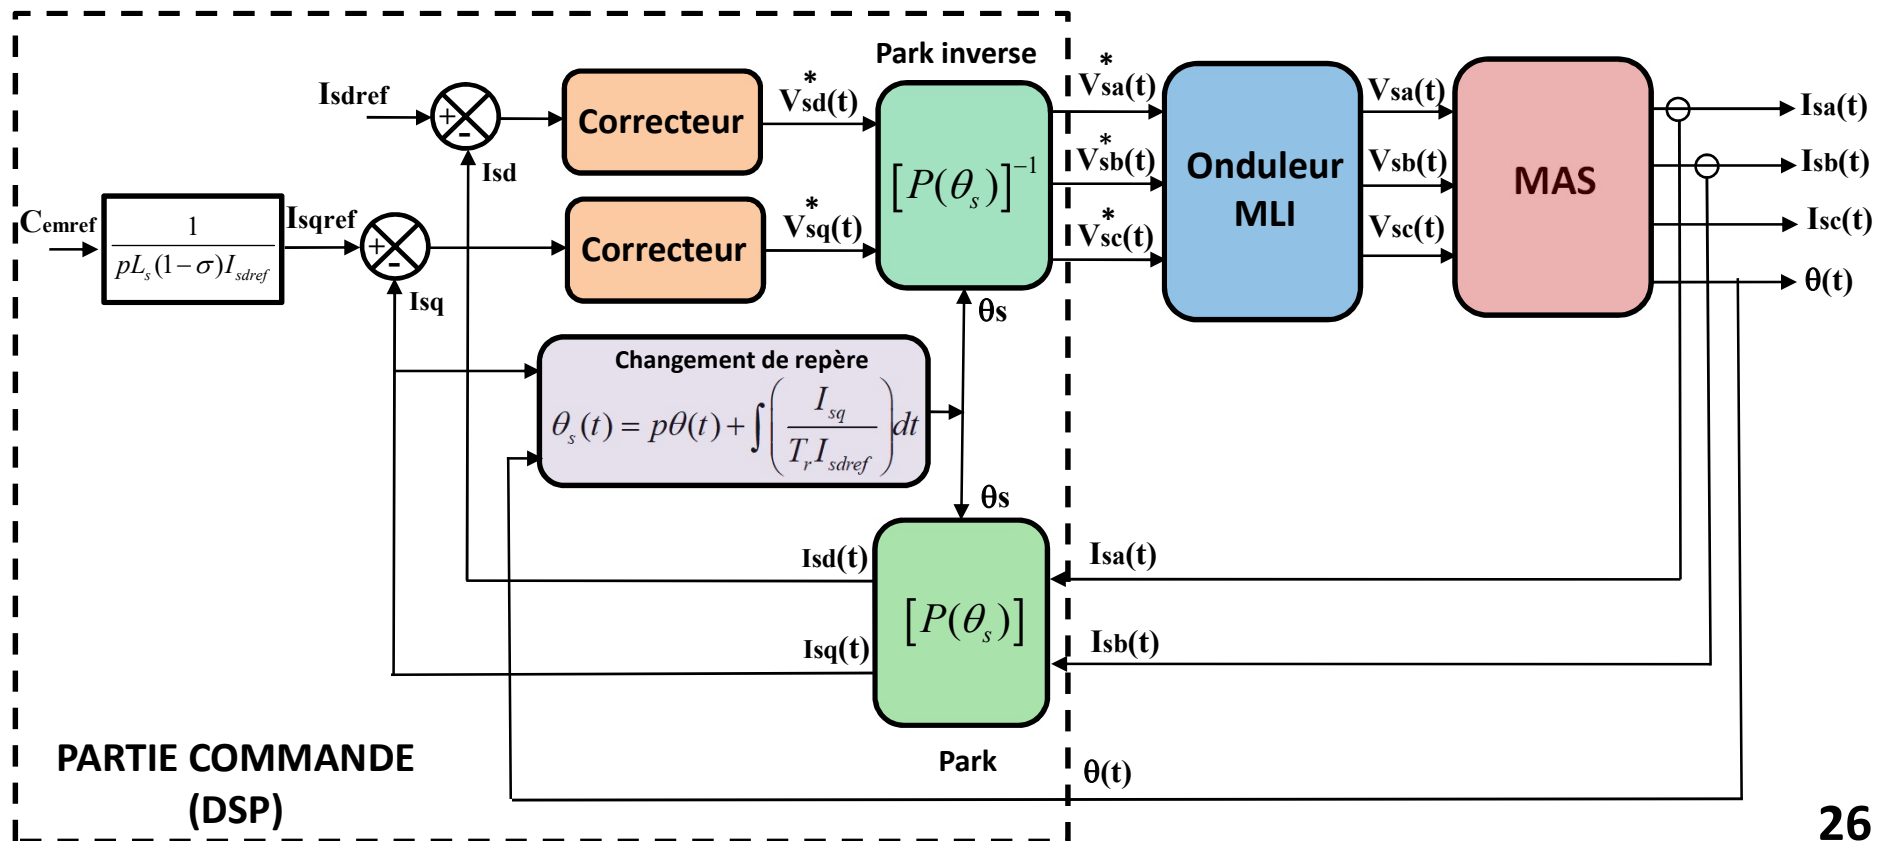 Park inverse
Isdref
+
-
Correcteur
*
Vsd(t)
[P(θs)]⁻¹
*
Vsa(t)
*
Vsb(t)
*
Vsc(t)
Onduleur
MLI
Vsa(t)
Vsb(t)
Vsc(t)
MAS
Isa(t)
Isb(t)
Isc(t)
θ(t)
Isd
Cemref
1 / pLs(1−σ)Isdref
Isqref
+
-
Isq
Correcteur
*
Vsq(t)
θs
Changement de repère
θs(t) = pθ(t) + ∫(Isq / TrIsdref)dt
θs
Isd(t)
Isq(t)
[P(θs)]
Isa(t)
Isb(t)
Park
θ(t)
PARTIE COMMANDE
(DSP)
26